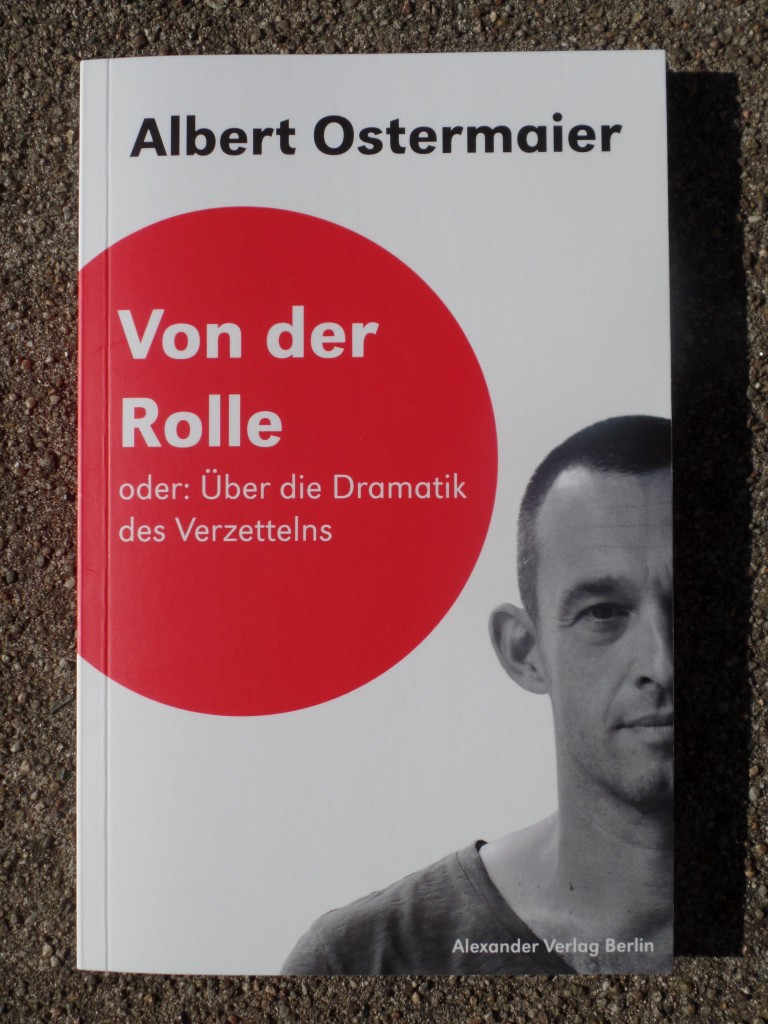 Albert Ostermaier
Von der
Rolle
oder: Über die Dramatik
des Verzettelns
Alexander Verlag Berlin